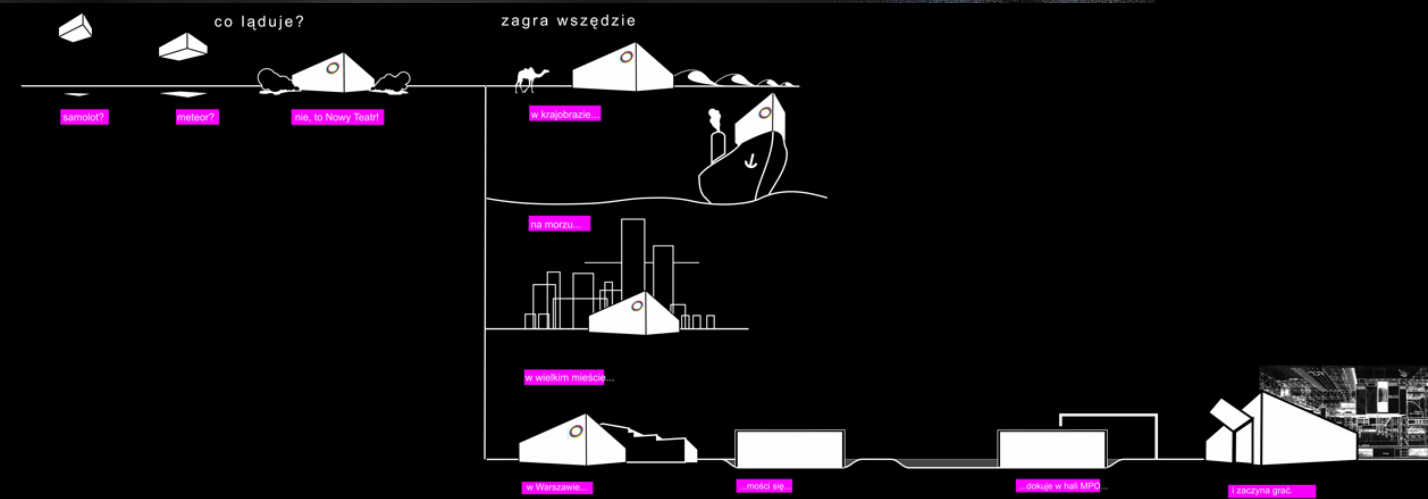 co ląduje?
zagra wszędzie
samolot?
meteor?
nie, to Nowy Teatr!
w krajobrazie...
na morzu...
w wielkim mieście...
w Warszawie...
...mości się...
...dokuje w hali MPO...
i zaczyna grać.